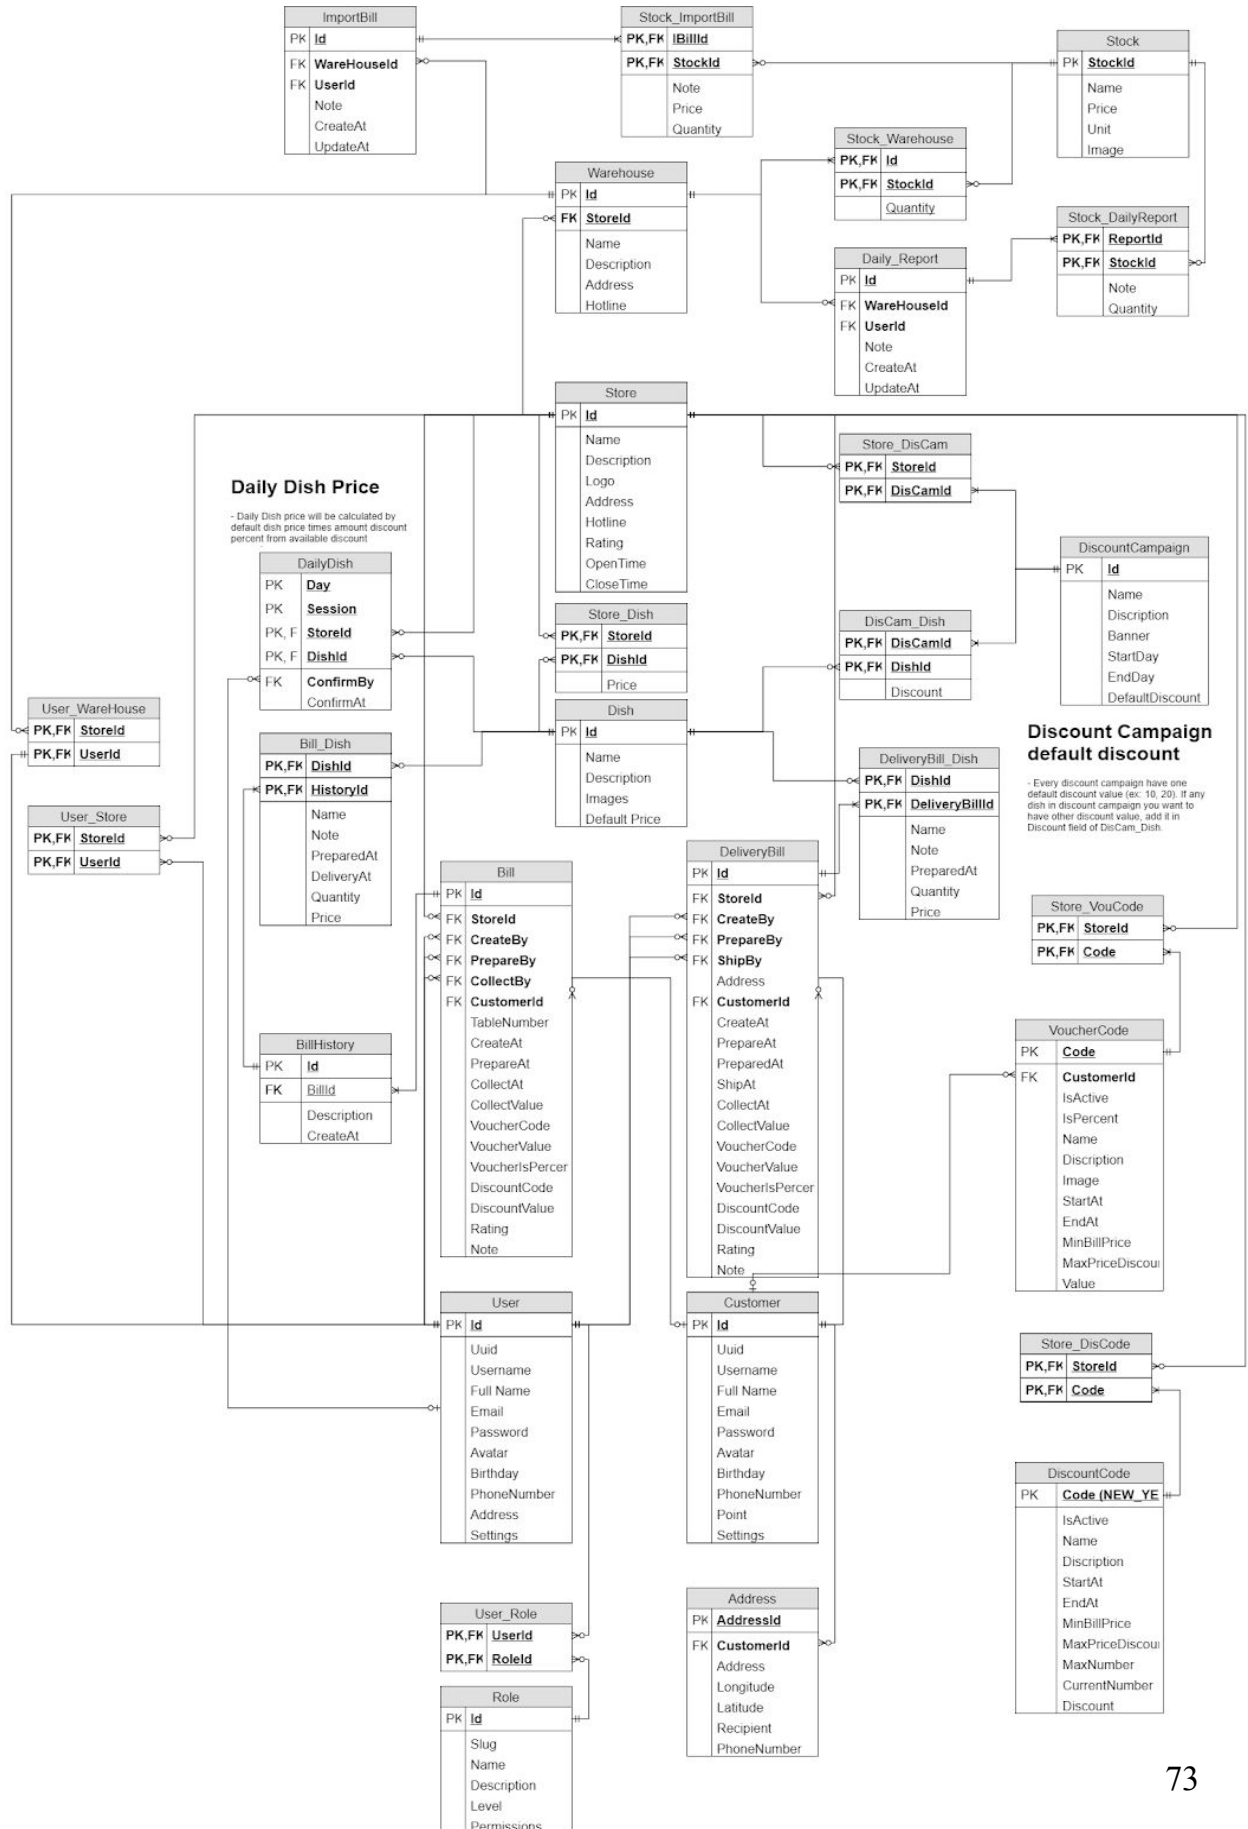 ImportBill
PK Id
FK WareHouseId
FK UserId
Note
CreateAt
UpdateAt
Stock_ImportBill
PK,FK IBillId
PK,FK StockId
Note
Price
Quantity
Stock
PK StockId
Name
Price
Unit
Image
Stock_Warehouse
PK,FK Id
PK,FK StockId
Quantity
Warehouse
PK Id
FK StoreId
Name
Description
Address
Hotline
Stock_DailyReport
PK,FK ReportId
PK,FK StockId
Note
Quantity
Daily_Report
PK Id
FK WareHouseId
FK UserId
Note
CreateAt
UpdateAt
Store
PK Id
Name
Description
Logo
Address
Hotline
Rating
OpenTime
CloseTime
Store_DisCam
PK,FK StoreId
PK,FK DisCamId
Daily Dish Price
- Daily Dish price will be calculated by
default dish price times amount discount
percent from available discount
DailyDish
PK Day
PK Session
PK, F StoreId
PK, F DishId
FK ConfirmBy
ConfirmAt
DiscountCampaign
PK Id
Name
Discription
Banner
StartDay
EndDay
DefaultDiscount
Store_Dish
PK,FK StoreId
PK,FK DishId
Price
DisCam_Dish
PK,FK DisCamId
PK,FK DishId
Discount
User_WareHouse
PK,FK StoreId
PK,FK UserId
Dish
PK Id
Name
Description
Images
Default Price
Discount Campaign
default discount
- Every discount campaign have one
default discount value (ex: 10, 20). If any
dish in discount campaign you want to
have other discount value, add it in
Discount field of DisCam_Dish.
Bill_Dish
PK,FK DishId
PK,FK HistoryId
Name
Note
PreparedAt
DeliveryAt
Quantity
Price
DeliveryBill_Dish
PK,FK DishId
PK,FK DeliveryBillId
Name
Note
PreparedAt
Quantity
Price
User_Store
PK,FK StoreId
PK,FK UserId
Bill
PK Id
FK StoreId
FK CreateBy
FK PrepareBy
FK CollectBy
FK CustomerId
TableNumber
CreateAt
PrepareAt
CollectAt
CollectValue
VoucherCode
VoucherValue
VoucherIsPercer
DiscountCode
DiscountValue
Rating
Note
DeliveryBill
PK Id
FK StoreId
FK CreateBy
FK PrepareBy
FK ShipBy
Address
FK CustomerId
CreateAt
PrepareAt
PreparedAt
ShipAt
CollectAt
CollectValue
VoucherCode
VoucherValue
VoucherIsPercer
DiscountCode
DiscountValue
Rating
Note
Store_VouCode
PK,FK StoreId
PK,FK Code
BillHistory
PK Id
FK BillId
Description
CreateAt
VoucherCode
PK Code
FK CustomerId
IsActive
IsPercent
Name
Discription
Image
StartAt
EndAt
MinBillPrice
MaxPriceDiscou
Value
User
PK Id
Uuid
Username
Full Name
Email
Password
Avatar
Birthday
PhoneNumber
Address
Settings
Customer
PK Id
Uuid
Username
Full Name
Email
Password
Avatar
Birthday
PhoneNumber
Point
Settings
Store_DisCode
PK,FK StoreId
PK,FK Code
DiscountCode
PK Code (NEW_YE
IsActive
Name
Discription
StartAt
EndAt
MinBillPrice
MaxPriceDiscou
MaxNumber
CurrentNumber
Discount
User_Role
PK,FK UserId
PK,FK RoleId
Address
PK AddressId
FK CustomerId
Address
Longitude
Latitude
Recipient
PhoneNumber
Role
PK Id
Slug
Name
Description
Level
Permissions
73